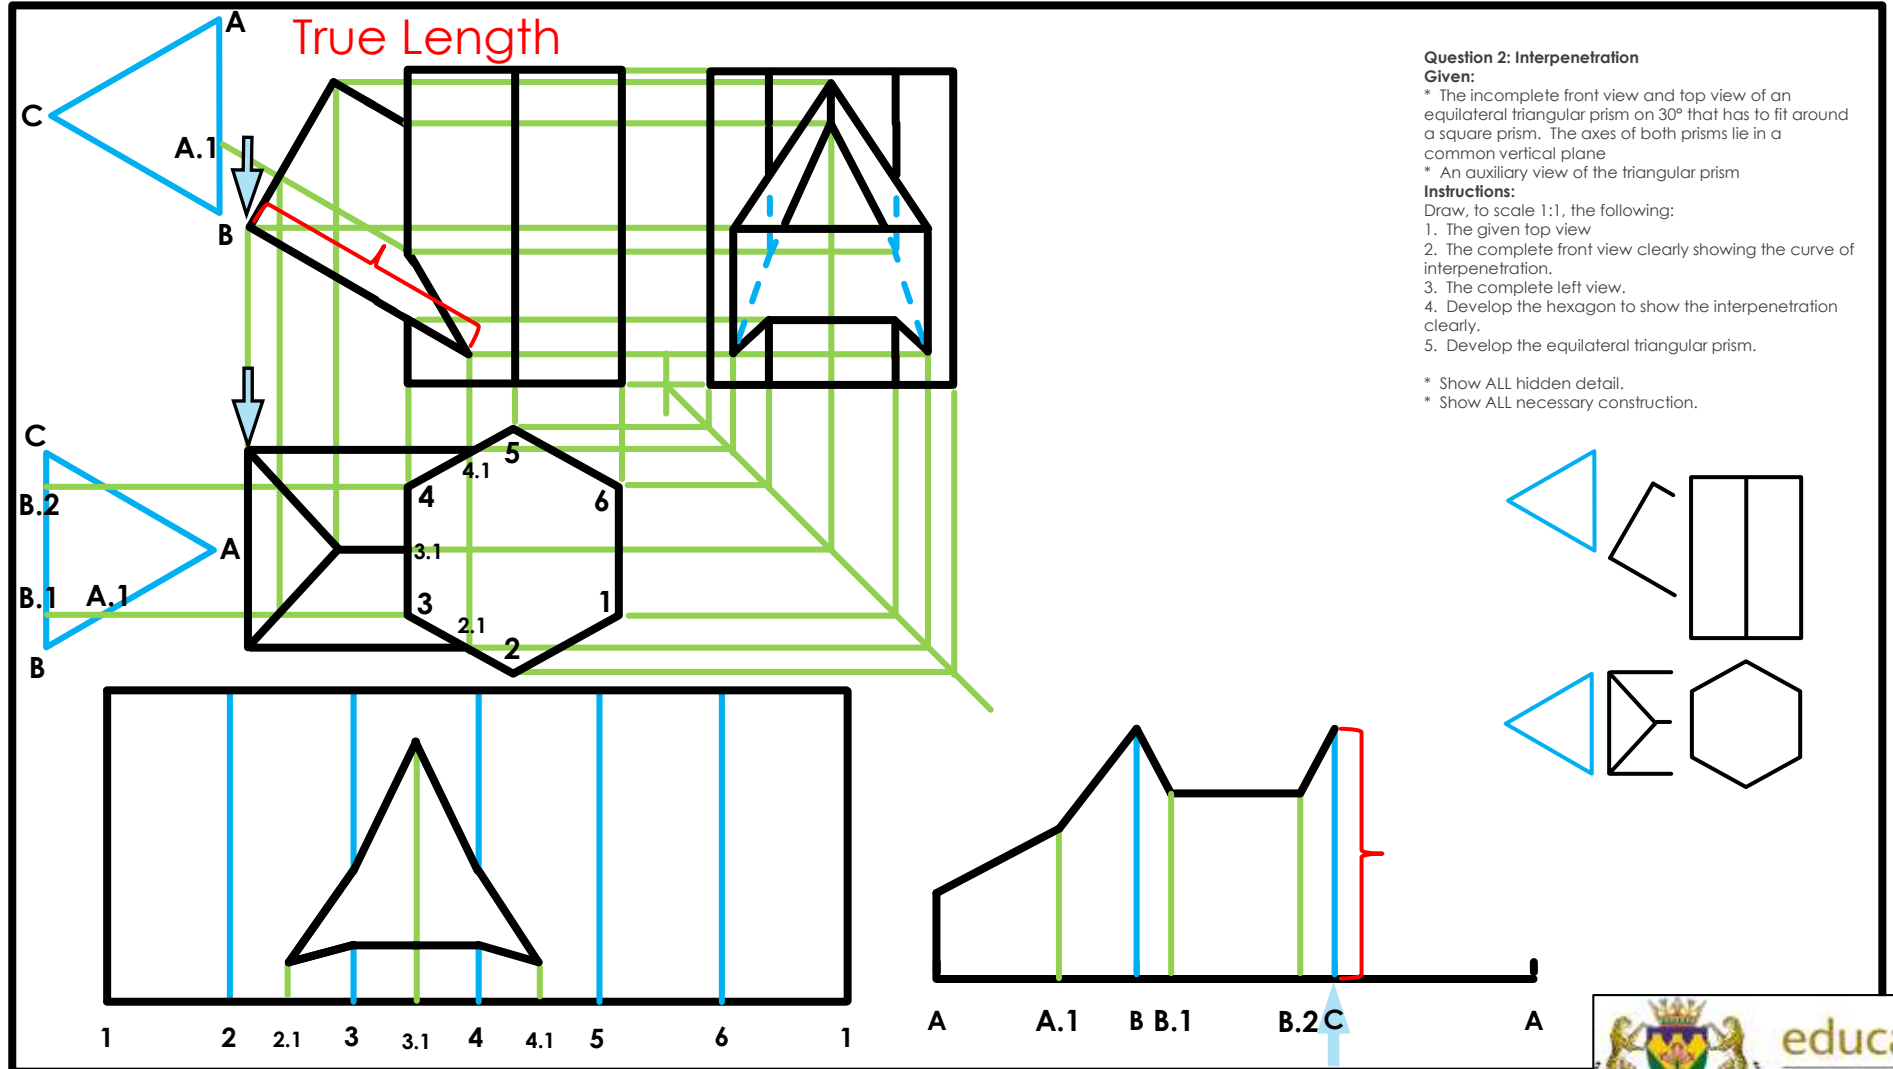 True Length
A
C
A.1
B
Question 2: Interpenetration
Given:
* The incomplete front view and top view of an
equilateral triangular prism on 30° that has to fit around
a square prism. The axes of both prisms lie in a
common vertical plane
* An auxiliary view of the triangular prism
Instructions:
Draw, to scale 1:1, the following:
1. The given top view
2. The complete front view clearly showing the curve of
interpenetration.
3. The complete left view.
4. Develop the hexagon to show the interpenetration
clearly.
5. Develop the equilateral triangular prism.
* Show ALL hidden detail.
* Show ALL necessary construction.
C
B.2
A
B.1 A.1
B
5
4.1
4 6
3.1
3 1
2.1
2
1 2 2.1 3 3.1 4 4.1 5 6 1
A A.1 B B.1 B.2 C A
educa